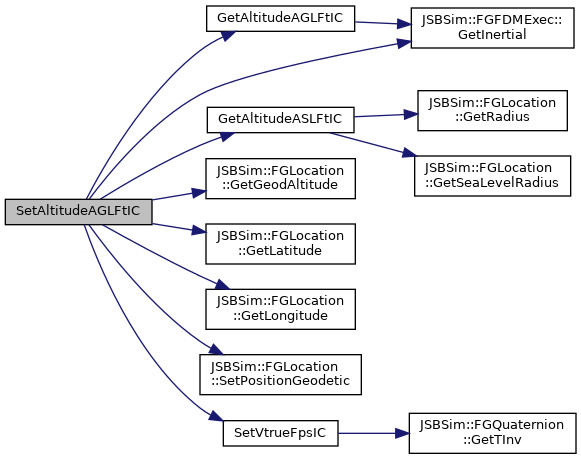 GetAltitudeAGLFtIC
JSBSim::FGFDMExec::
GetInertial
GetAltitudeASLFtIC
JSBSim::FGLocation
::GetRadius
JSBSim::FGLocation
::GetSeaLevelRadius
JSBSim::FGLocation
::GetGeodAltitude
SetAltitudeAGLFtIC
JSBSim::FGLocation
::GetLatitude
JSBSim::FGLocation
::GetLongitude
JSBSim::FGLocation
::SetPositionGeodetic
SetVtrueFpsIC
JSBSim::FGQuaternion
::GetTInv